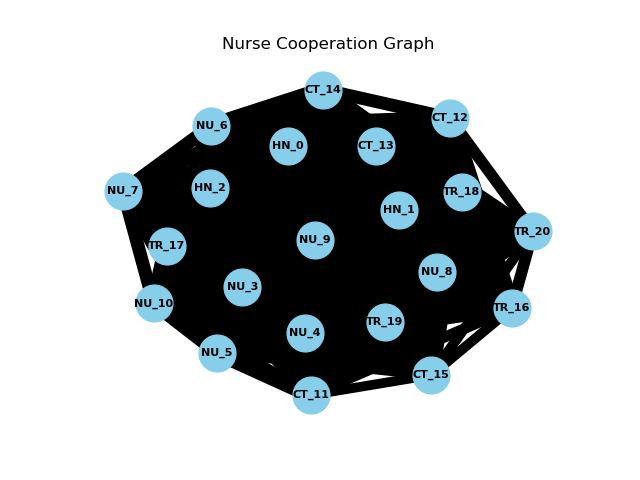 Nurse Cooperation Graph
CT_14
CT_12
NU_6
HN_0
CT_13
HN_2
NU_7
TR_18
HN_1
TR_20
NU_9
TR_17
NU_8
NU_3
NU_10
TR_16
TR_19
NU_4
NU_5
CT_15
CT_11